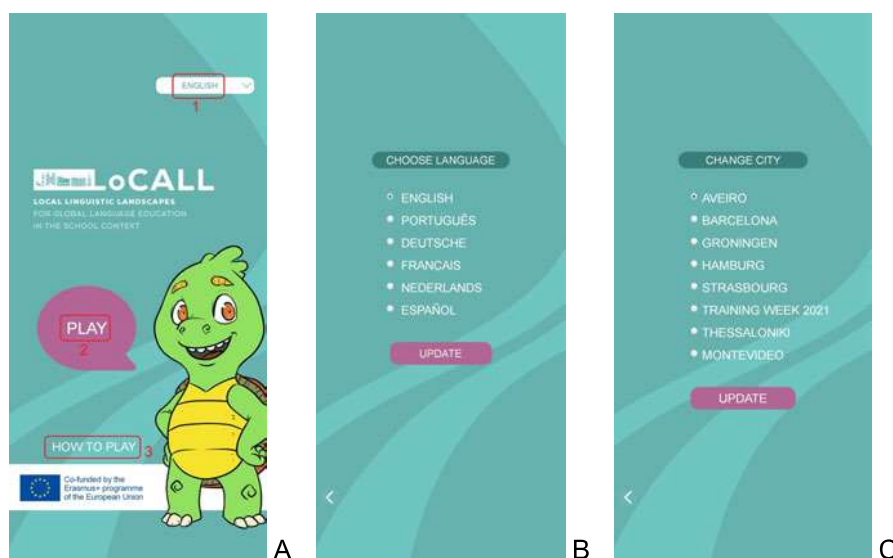 ENGLISH
1
LoCALL
LOCAL LINGUISTIC LANDSCAPES
FOR GLOBAL LANGUAGE EDUCATION
IN THE SCHOOL CONTEXT
PLAY
2
HOW TO PLAY 3
Co-funded by the
Erasmus+ programme
of the European Union
A
CHOOSE LANGUAGE
ENGLISH
PORTUGUÊS
DEUTSCHE
FRANCAIS
NEDERLANDS
ESPAÑOL
UPDATE
B
CHANGE CITY
AVEIRO
BARCELONA
GRONINGEN
HAMBURG
STRASBOURG
TRAINING WEEK 2021
THESSALONIKI
MONTEVIDEO
UPDATE
C